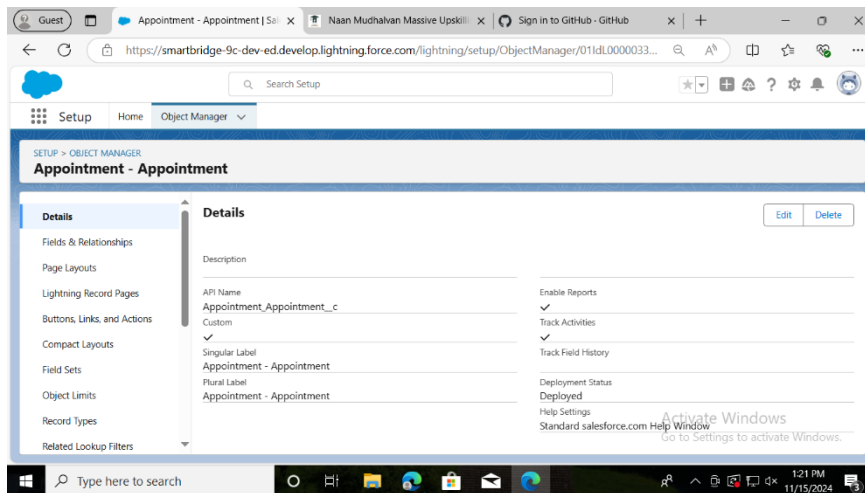 Guest
Appointment - Appointment | Sal
Naan Mudhalvan Massive Upskilli
Sign in to GitHub · GitHub
https://smartbridge-9c-dev-ed.develop.lightning.force.com/lightning/setup/ObjectManager/01IdL0000033...
Search Setup
Setup
Home
Object Manager
SETUP > OBJECT MANAGER
Appointment - Appointment
Details
Fields & Relationships
Page Layouts
Lightning Record Pages
Buttons, Links, and Actions
Compact Layouts
Field Sets
Object Limits
Record Types
Related Lookup Filters
Details
Edit
Delete
Description
API Name
Appointment_Appointment__c
Custom
Singular Label
Appointment - Appointment
Plural Label
Appointment - Appointment
Enable Reports
Track Activities
Track Field History
Deployment Status
Deployed
Help Settings
Standard salesforce.com Help Window
Activate Windows
Go to Settings to activate Windows.
Type here to search
1:21 PM
11/15/2024